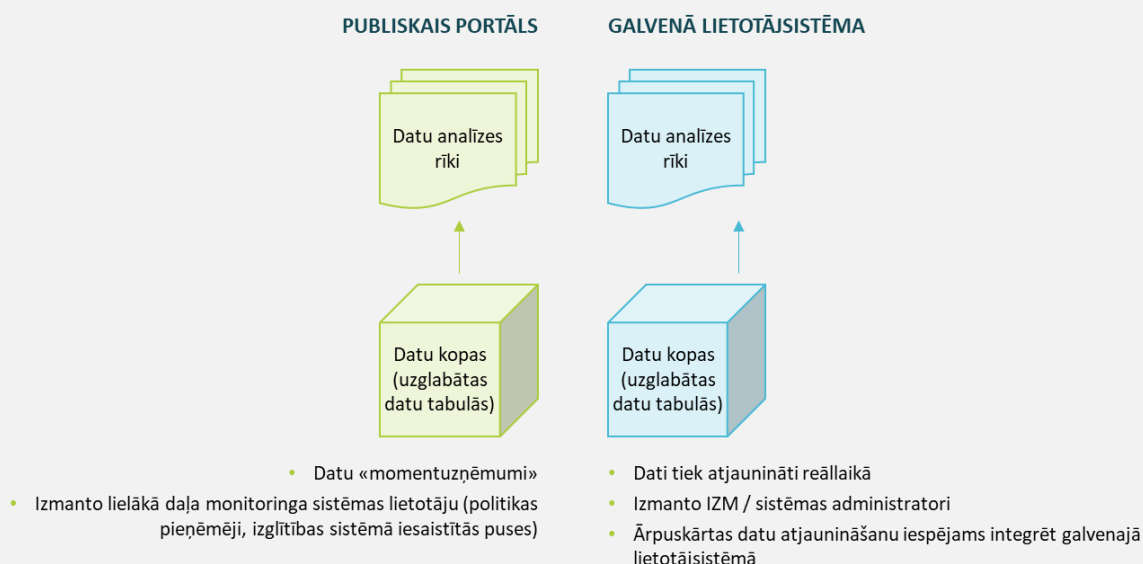 PUBLISKAIS PORTĀLS
GALVENĀ LIETOTĀJSISTĒMA
Datu analīzes
rīki
Datu analīzes
rīki
Datu kopas
(uzglabātas
datu tabulās)
Datu kopas
(uzglabātas
datu tabulās)
• Datu «momentuzņēmumi»
• Izmanto lielākā daļa monitoringa sistēmas lietotāju (politikas
pieņēmēji, izglītības sistēmā iesaistītās puses)
• Dati tiek atjaunināti reāllaikā
• Izmanto IZM / sistēmas administratori
• Ārpuskārtas datu atjaunināšanu iespējams integrēt galvenajā
lietotājsistēmā